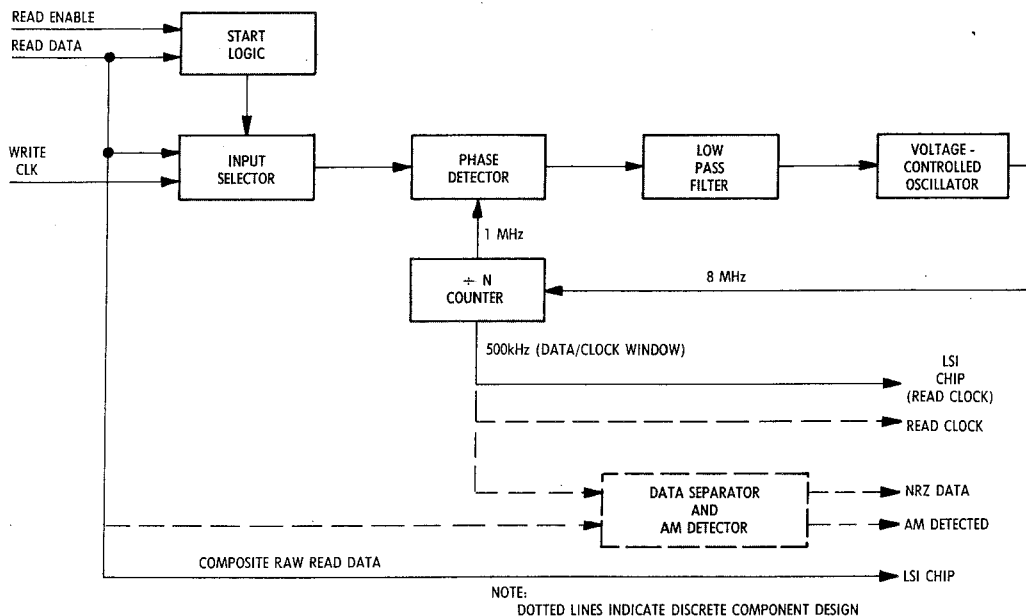 READ ENABLE
READ DATA
START
LOGIC
WRITE
CLK
INPUT
SELECTOR
PHASE
DETECTOR
LOW
PASS
FILTER
VOLTAGE -
CONTROLLED
OSCILLATOR
1 MHz
÷ N
COUNTER
8 MHz
500kHz (DATA/CLOCK WINDOW)
LSI
CHIP
(READ CLOCK)
READ CLOCK
DATA SEPARATOR
AND
AM DETECTOR
NRZ DATA
AM DETECTED
COMPOSITE RAW READ DATA
LSI CHIP
NOTE:
DOTTED LINES INDICATE DISCRETE COMPONENT DESIGN